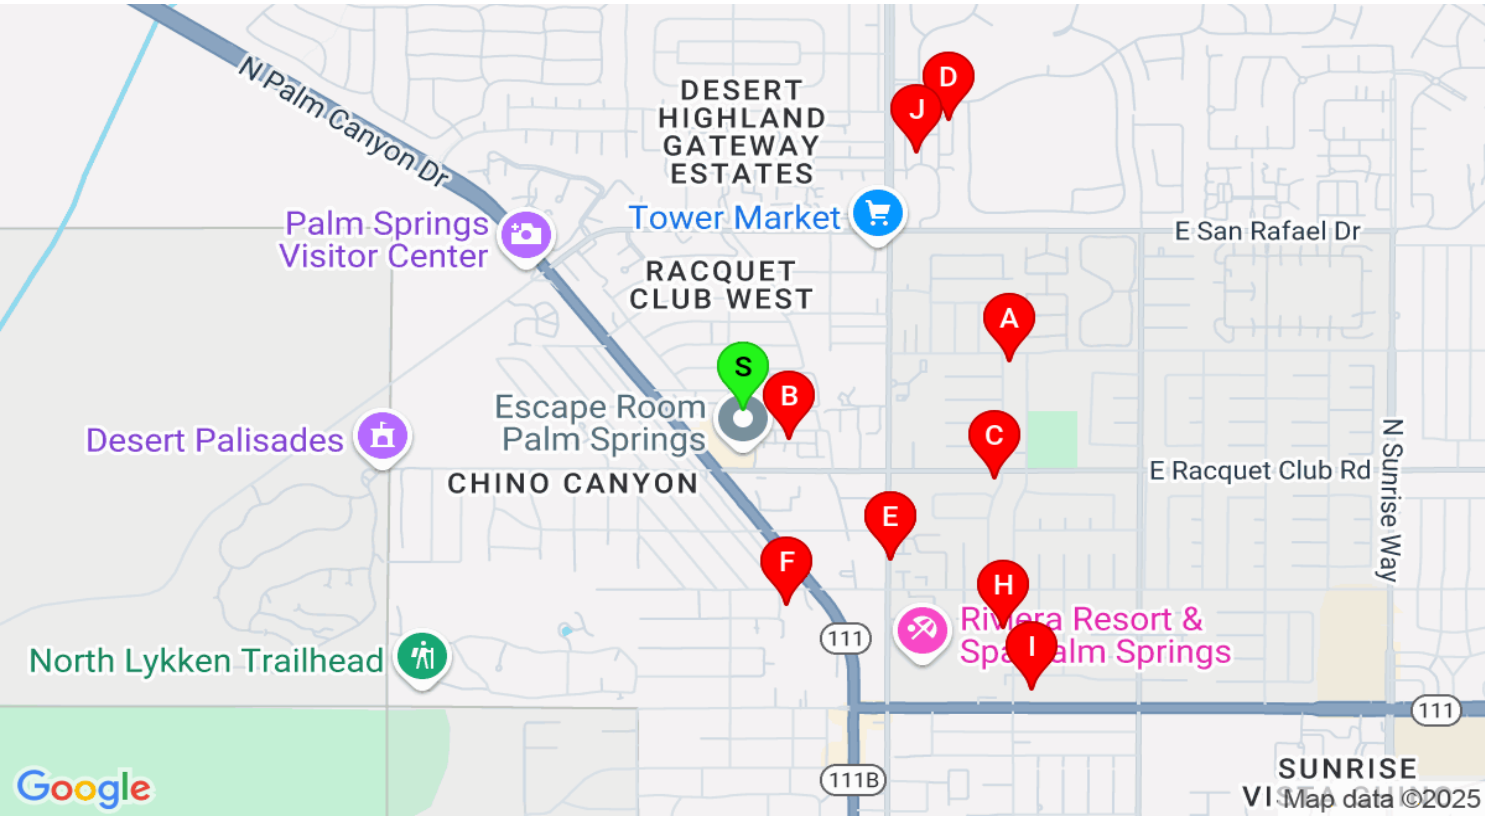 D
J
N Palm Canyon Dr
DESERT
HIGHLAND
GATEWAY
ESTATES
Palm Springs
Visitor Center
Tower Market
E San Rafael Dr
RACQUET
CLUB WEST
A
S
B
Escape Room
Palm Springs
C
Desert Palisades
CHINO CANYON
E Racquet Club Rd
N Sunrise Way
E
F
H
111
Riviera Resort &
Spa Palm Springs
I
North Lykken Trailhead
111
111B
SUNRISE
VISTA CHINO
Google
Map data ©2025